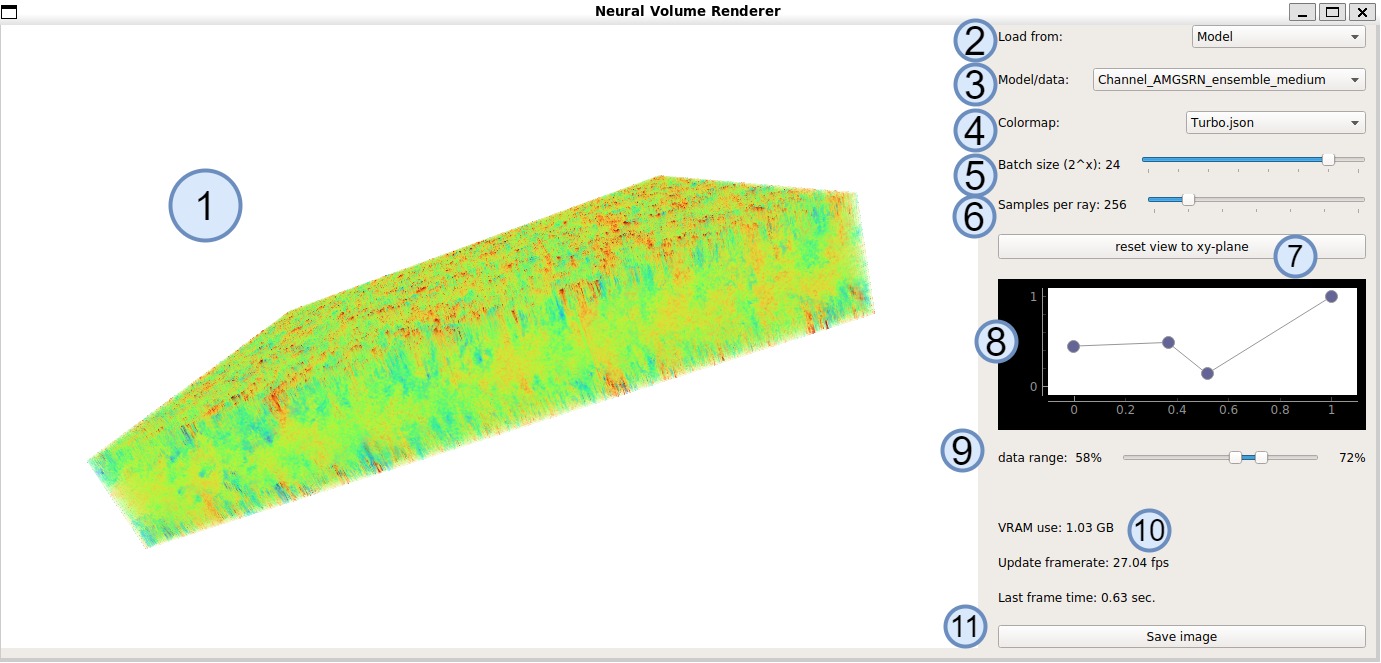 Neural Volume Renderer
1
2 Load from: Model
3 Model/data: Channel_AMGSRN_ensemble_medium
4 Colormap: Turbo.json
5 Batch size (2^x): 24
6 Samples per ray: 256
reset view to xy-plane 7
1
8
0
0 0.2 0.4 0.6 0.8 1
9 data range: 58% 72%
VRAM use: 1.03 GB 10
Update framerate: 27.04 fps
Last frame time: 0.63 sec.
11 Save image